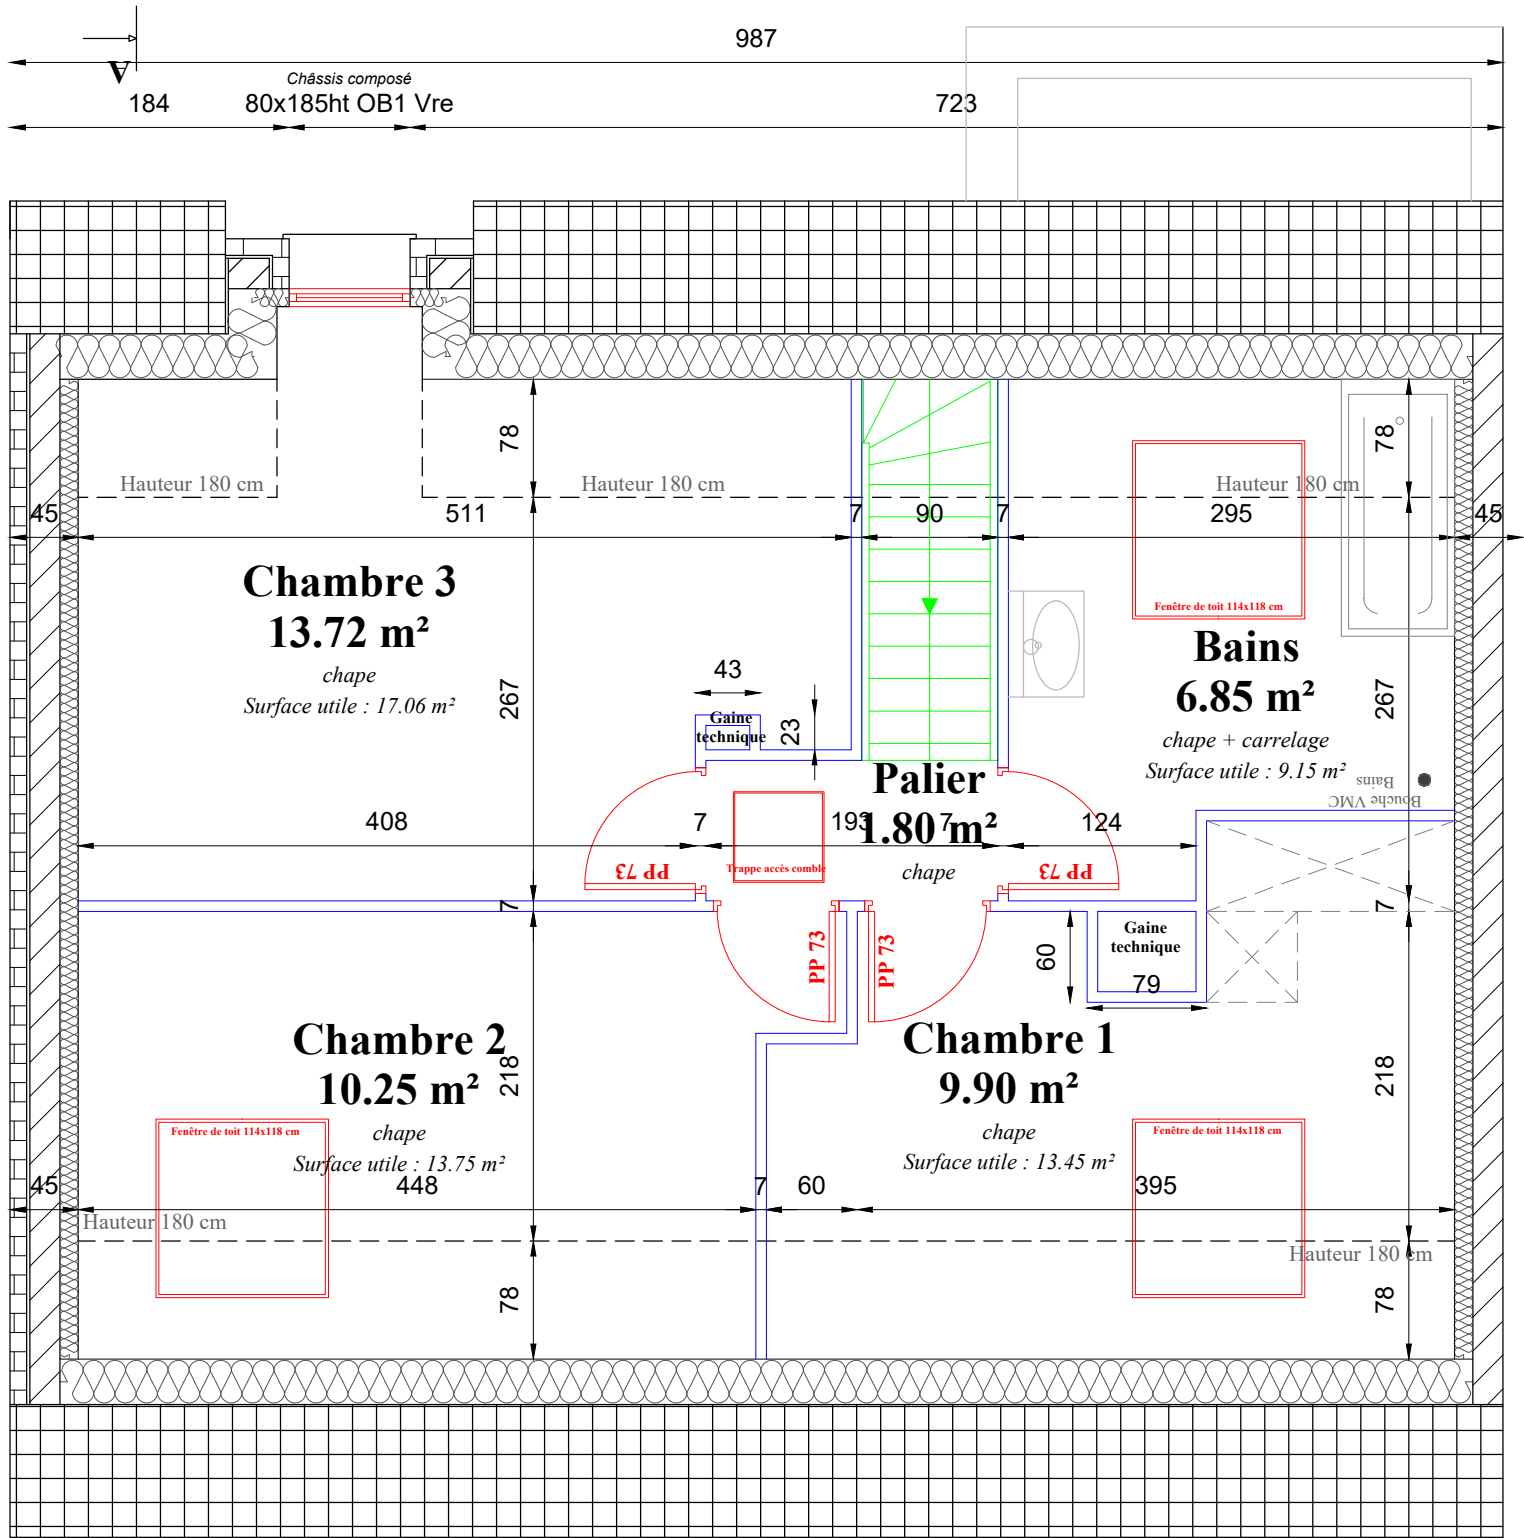 987
A
Châssis composé
184
80x185ht OB1 Vre
723
78
78
Hauteur 180 cm
Hauteur 180 cm
Hauteur 180 cm
45
511
7
90
7
295
45
Chambre 3
13.72 m²
chape
Surface utile : 17.06 m²
267
Fenêtre de toit 114x118 cm
Bains
6.85 m²
chape + carrelage
Surface utile : 9.15 m²
267
43
Gaine
technique
23
Bouche VMC
Bains
Palier
1.80 m²
chape
408
7
193
7
124
PP 73
Trappe accès comble
PP 73
7
7
PP 73
PP 73
60
Gaine
technique
79
Chambre 2
10.25 m²
chape
Surface utile : 13.75 m²
218
Chambre 1
9.90 m²
chape
Surface utile : 13.45 m²
218
Fenêtre de toit 114x118 cm
Fenêtre de toit 114x118 cm
45
448
7
60
395
Hauteur 180 cm
Hauteur 180 cm
78
78